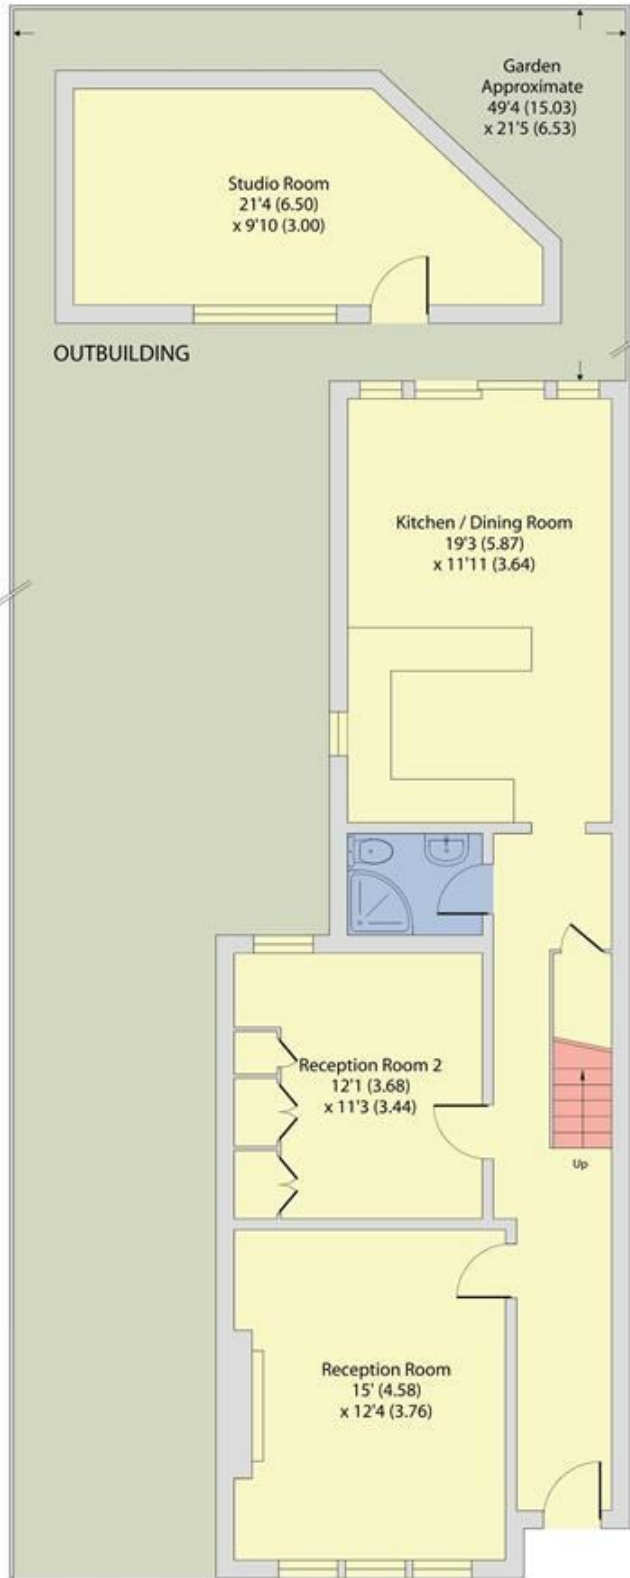 Garden
Approximate
49'4 (15.03)
x 21'5 (6.53)
Studio Room
21'4 (6.50)
x 9'10 (3.00)
OUTBUILDING
Kitchen / Dining Room
19'3 (5.87)
x 11'11 (3.64)
Reception Room 2
12'1 (3.68)
x 11'3 (3.44)
Up
Reception Room
15' (4.58)
x 12'4 (3.76)